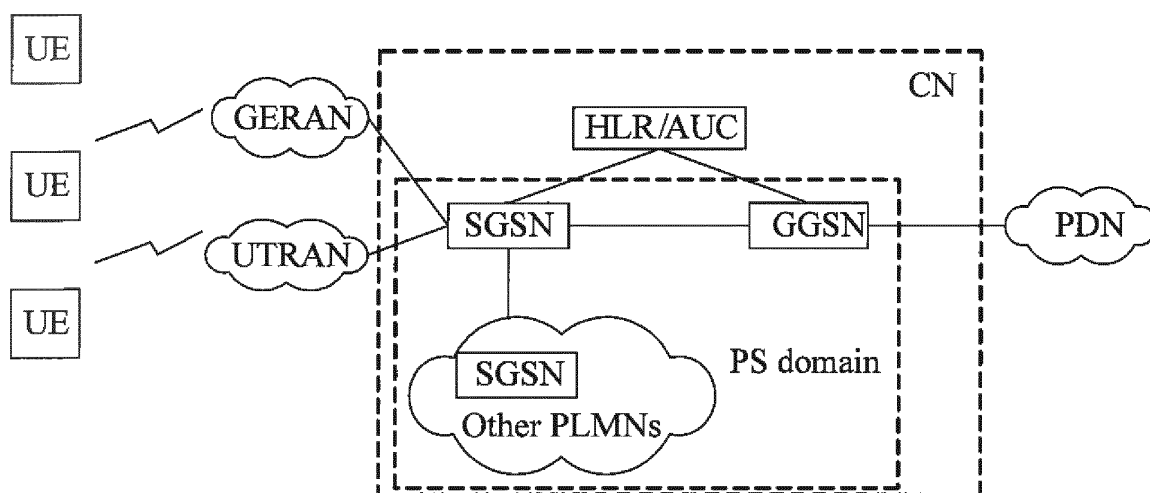 UE
CN
GERAN
HLR/AUC
UE
SGSN
GGSN
PDN
UTRAN
UE
SGSN
PS domain
Other PLMNs